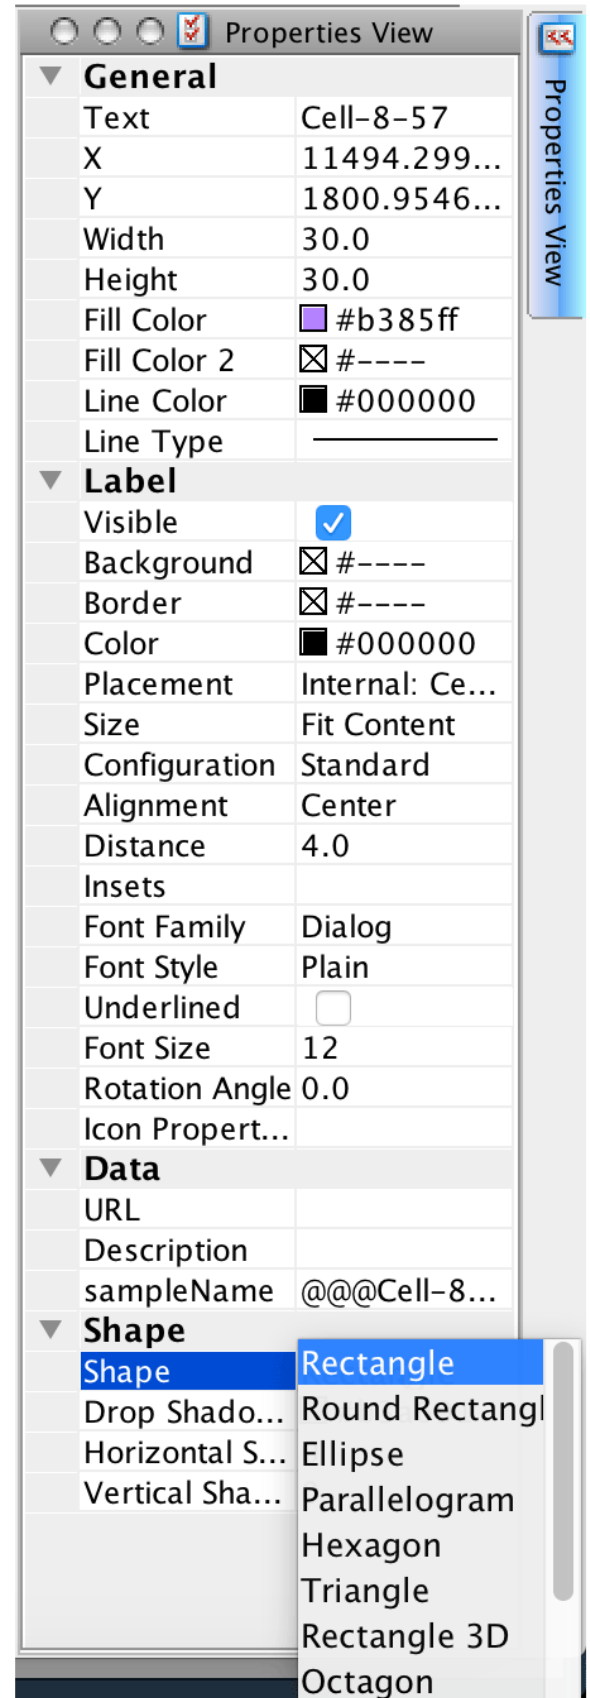 Properties View
Properties View
General
Text Cell-8-57
X 11494.299...
Y 1800.9546...
Width 30.0
Height 30.0
Fill Color #b385ff
Fill Color 2 #----
Line Color #000000
Line Type
Label
Visible
Background #----
Border #----
Color #000000
Placement Internal: Ce...
Size Fit Content
Configuration Standard
Alignment Center
Distance 4.0
Insets
Font Family Dialog
Font Style Plain
Underlined
Font Size 12
Rotation Angle 0.0
Icon Propert...
Data
URL
Description
sampleName @@@Cell-8...
Shape
Shape Rectangle
Drop Shado... Round Rectangl
Horizontal S... Ellipse
Vertical Sha... Parallelogram
Hexagon
Triangle
Rectangle 3D
Octagon